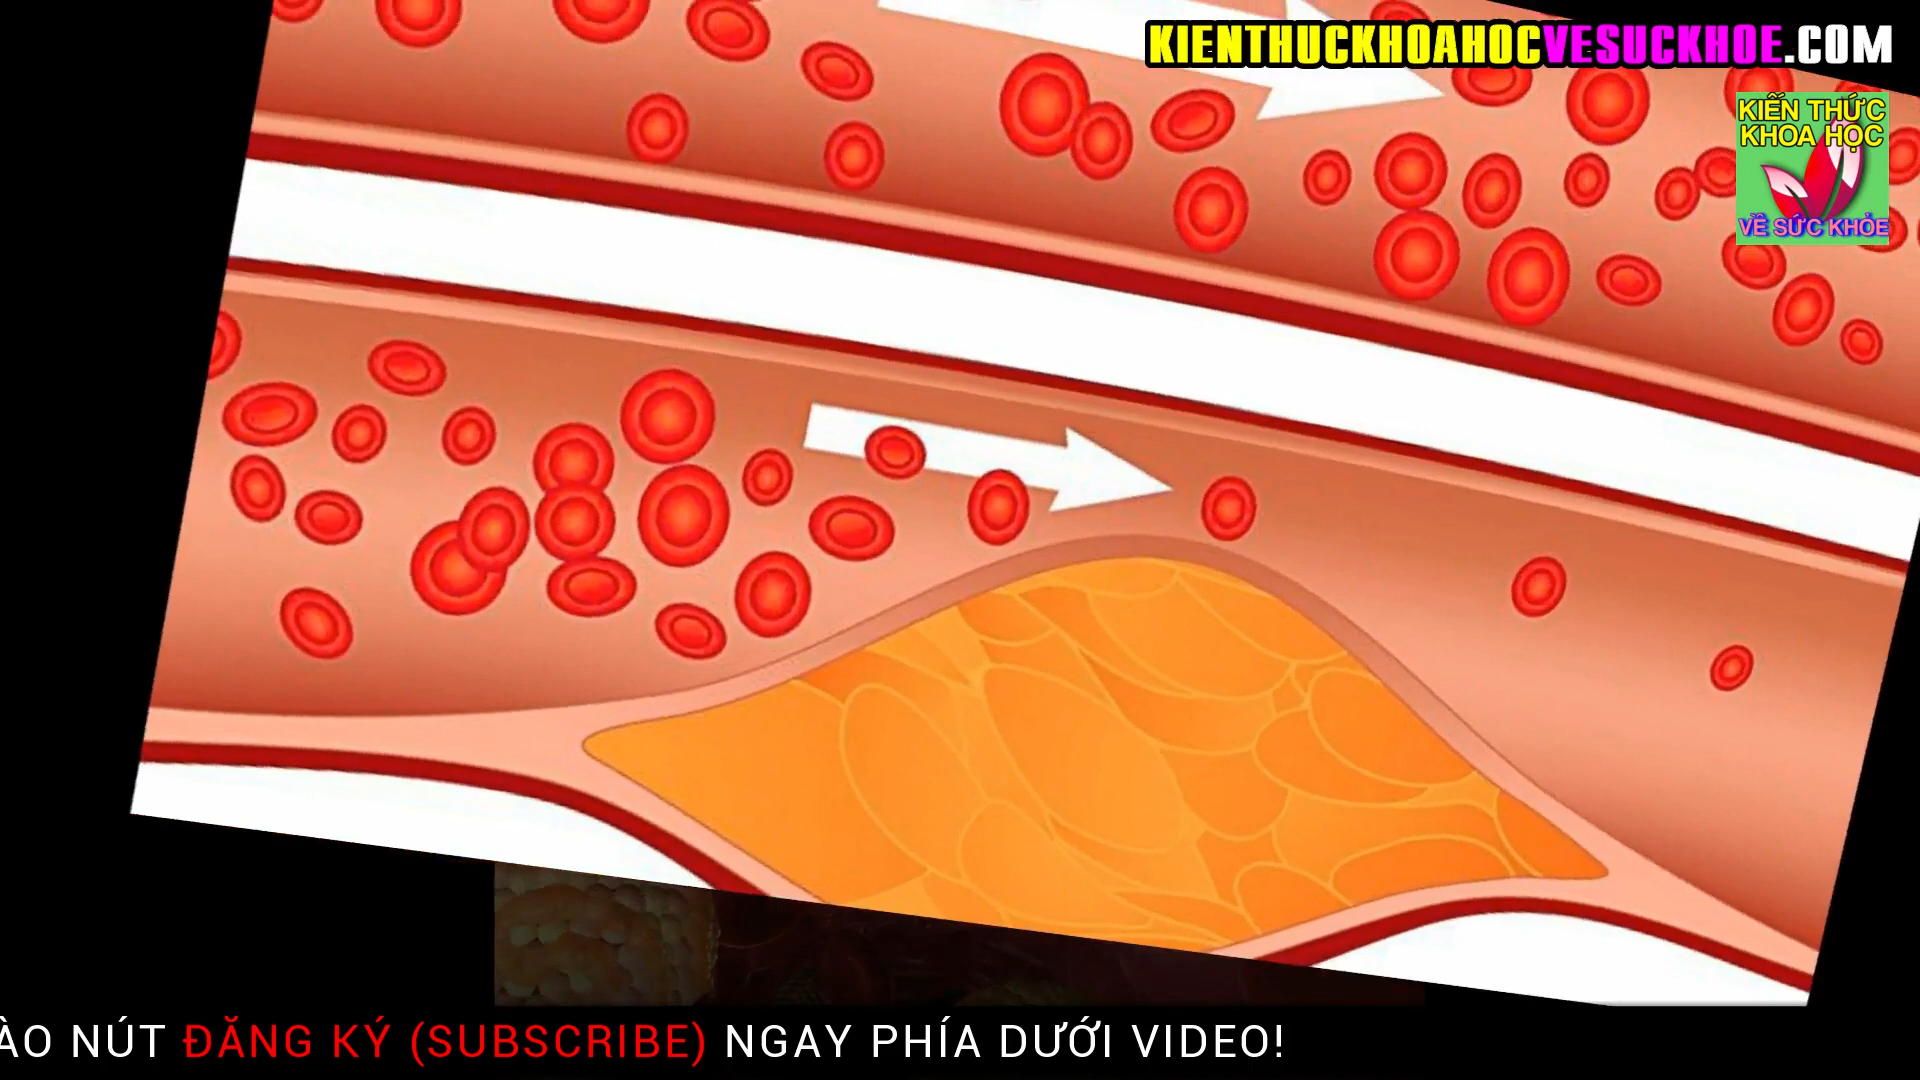 KIENTHUCKHOAHOCVESUCKHOE.COM
KIẾN THỨC
KHOA HỌC
VỀ SỨC KHỎE
ÀO NÚT ĐĂNG KÝ (SUBSCRIBE) NGAY PHÍA DƯỚI VIDEO!